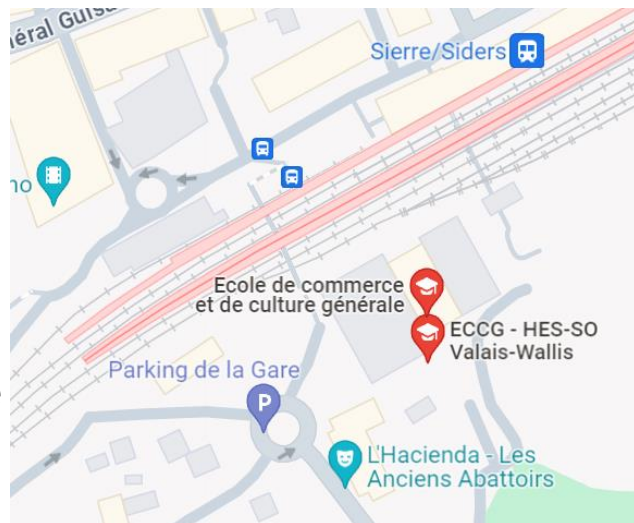 éral Guisa
Sierre/Siders
no
Ecole de commerce
et de culture générale
ECCG - HES-SO
Valais-Wallis
Parking de la Gare
P
L'Hacienda - Les
Anciens Abattoirs